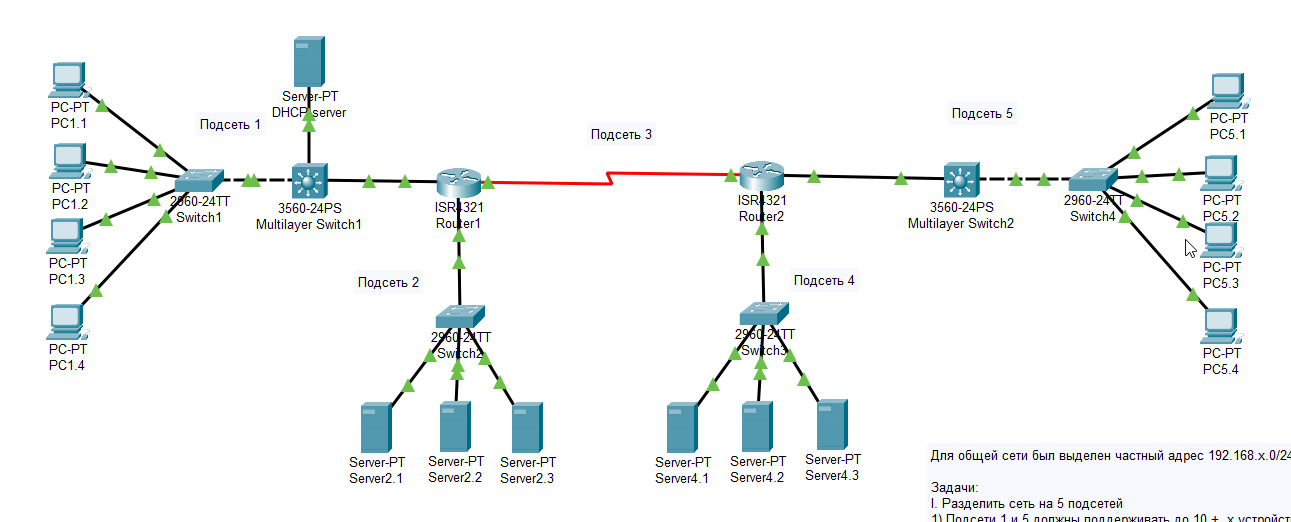 Server-PT
DHCP server
PC-PT
PC1.1
Подсеть 1
Подсеть 3
Подсеть 5
PC-PT
PC5.1
PC-PT
PC1.2
2960-24TT
Switch1
3560-24PS
Multilayer Switch1
ISR4321
Router1
ISR4321
Router2
3560-24PS
Multilayer Switch2
2960-24TT
Switch4
PC-PT
PC5.2
PC-PT
PC1.3
PC-PT
PC5.3
Подсеть 2
Подсеть 4
PC-PT
PC1.4
2960-24TT
Switch2
2960-24TT
Switch3
PC-PT
PC5.4
Server-PT
Server2.1
Server-PT
Server2.2
Server-PT
Server2.3
Server-PT
Server4.1
Server-PT
Server4.2
Server-PT
Server4.3
Для общей сети был выделен частный адрес 192.168.x.0/24
Задачи:
I. Разделить сеть на 5 подсетей
1) Подсети 1 и 5 должны поддерживать до 10 +